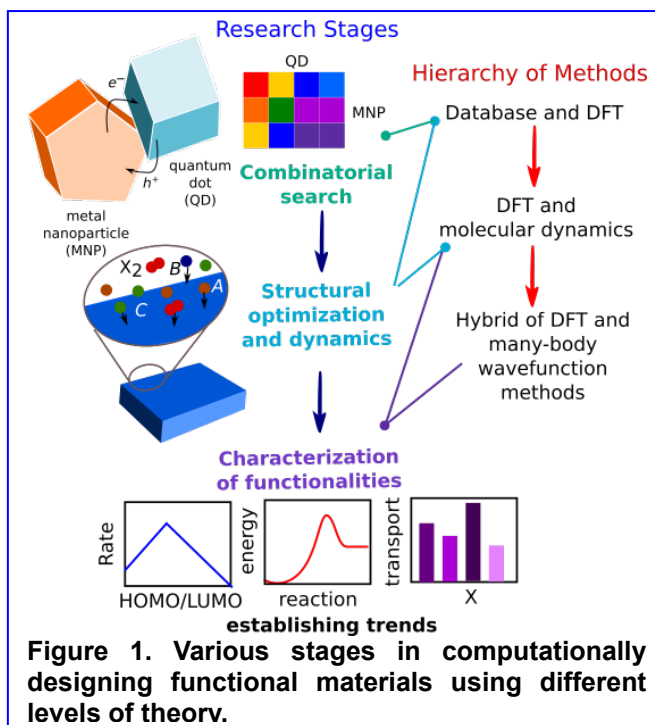 Research Stages
QD
MNP
e⁻
h⁺
quantum
dot
(QD)
metal
nanoparticle
(MNP)
Combinatorial
search
Hierarchy of Methods
Database and DFT
DFT and
molecular dynamics
Hybrid of DFT and
many-body
wavefunction
methods
X₂
B
A
C
Structural
optimization
and dynamics
Characterization
of functionalities
Rate
HOMO/LUMO
energy
reaction
transport
X
establishing trends
Figure 1. Various stages in computationally
designing functional materials using different
levels of theory.